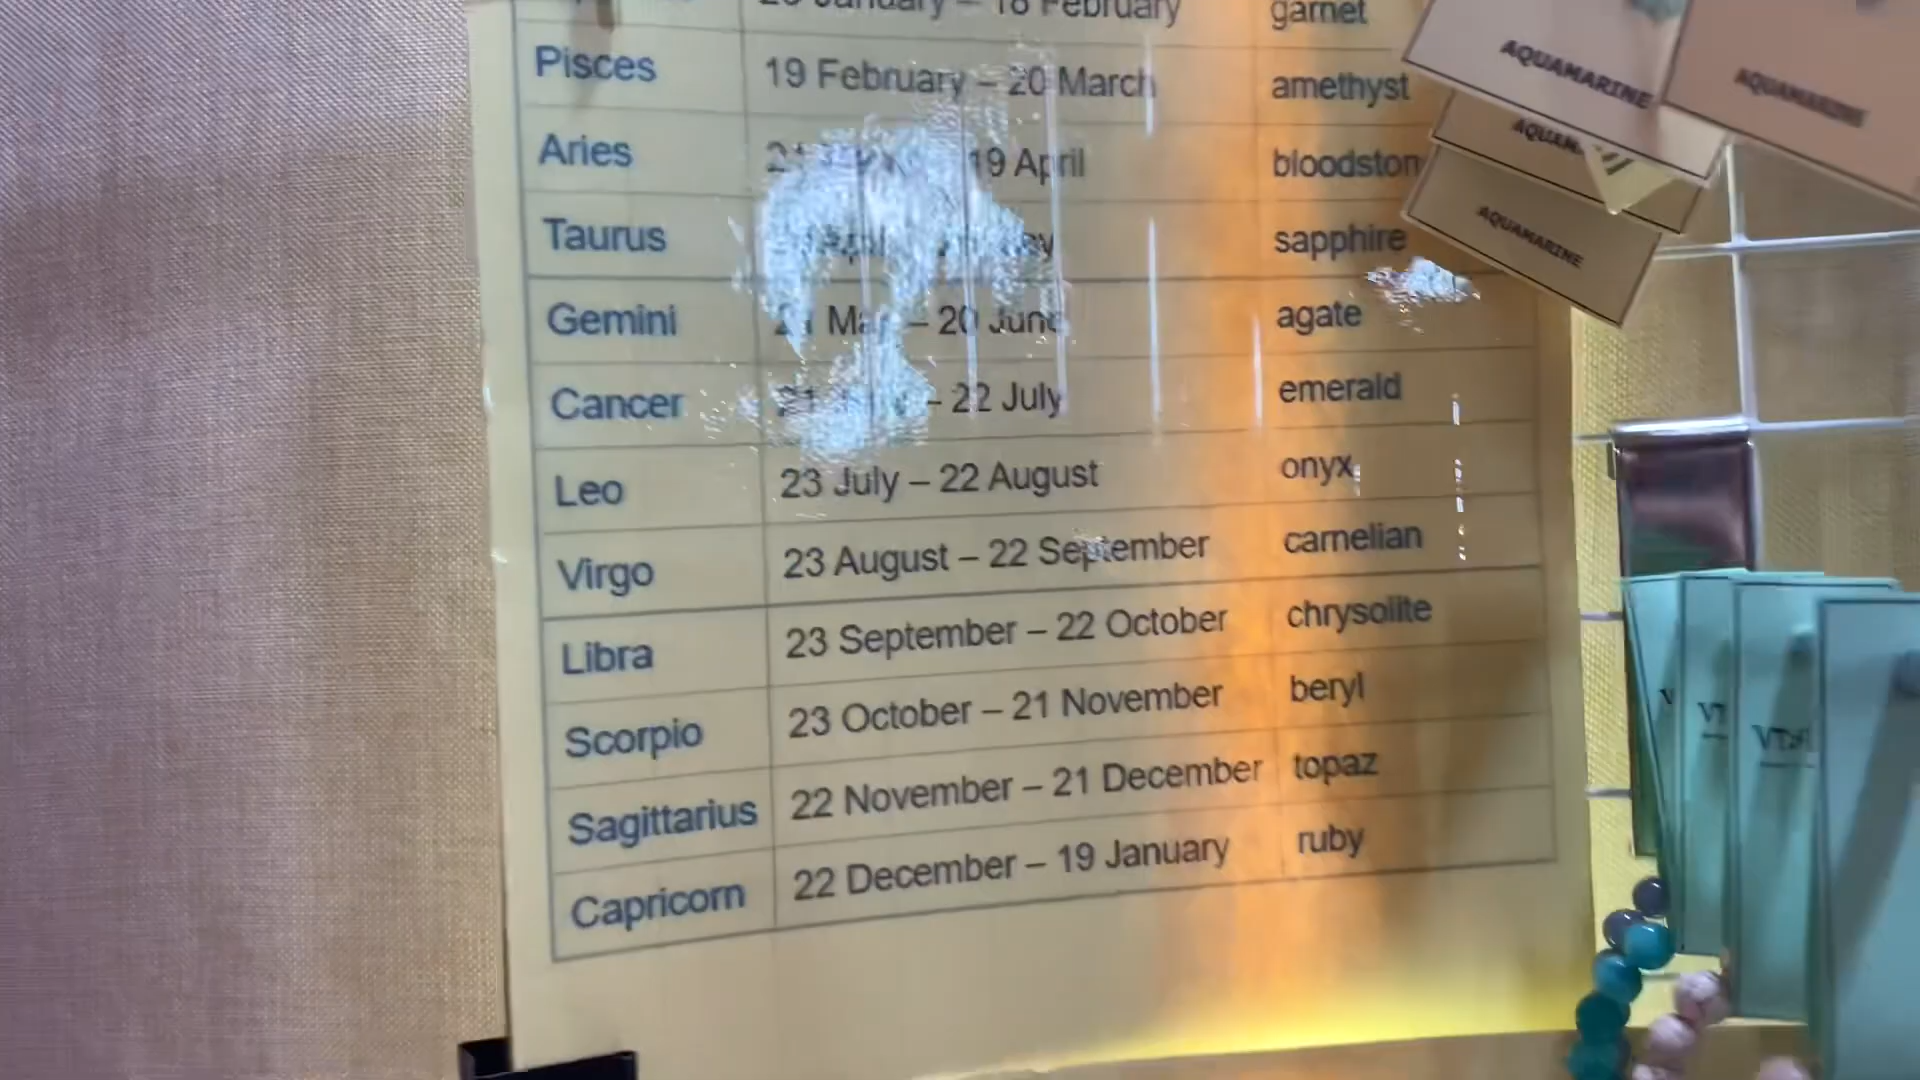 February garnet
Pisces 19 February – 20 March amethyst
Aries 19 April bloodston
Taurus sapphire
Gemini 21 May – 20 June agate
Cancer – 22 July emerald
Leo 23 July – 22 August onyx
Virgo 23 August – 22 September carnelian
Libra 23 September – 22 October chrysolite
Scorpio 23 October – 21 November beryl
Sagittarius 22 November – 21 December topaz
Capricorn 22 December – 19 January ruby
AQUAMARINE
AQUAMARINE
AQUAMARINE